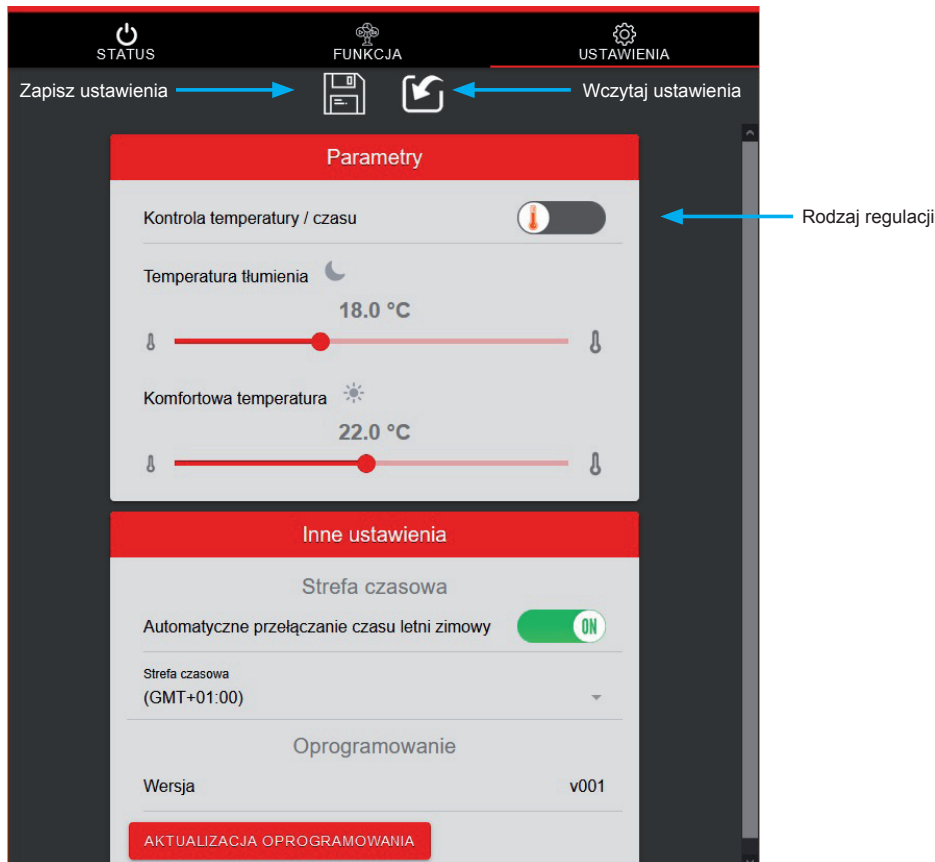 STATUS
FUNKCJA
USTAWIENIA
Zapisz ustawienia
Wczytaj ustawienia
Parametry
Kontrola temperatury / czasu
Rodzaj regulacji
Temperatura tłumienia
18.0 °C
Komfortowa temperatura
22.0 °C
Inne ustawienia
Strefa czasowa
Automatyczne przełączanie czasu letni zimowy
ON
Strefa czasowa
(GMT+01:00)
Oprogramowanie
Wersja v001
AKTUALIZACJA OPROGRAMOWANIA